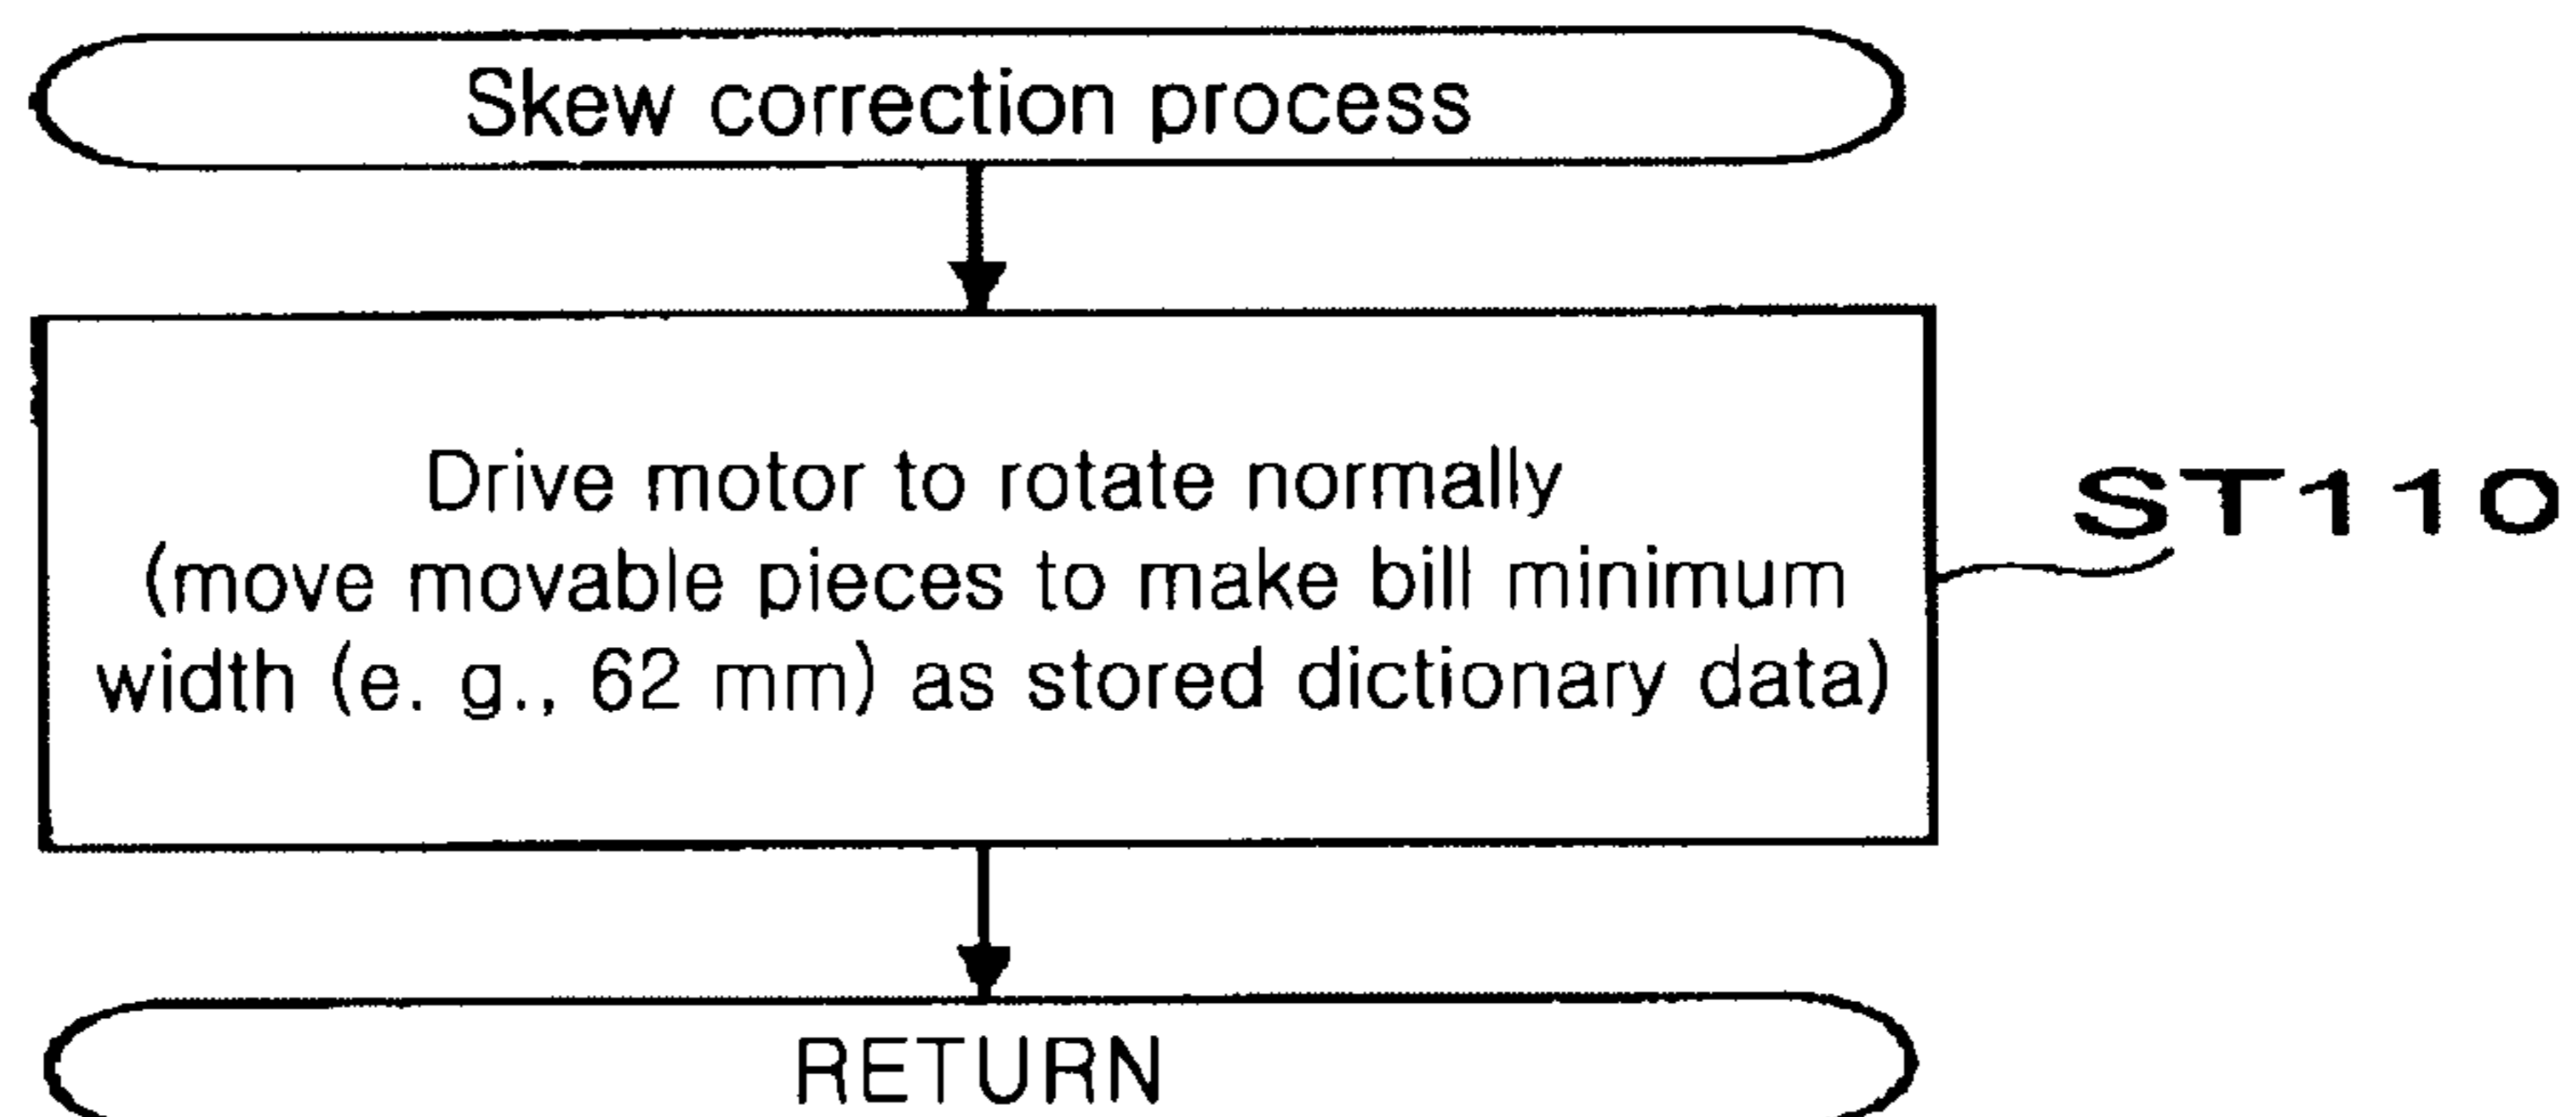 Skew correction process
Drive motor to rotate normally
(move movable pieces to make bill minimum
width (e. g., 62 mm) as stored dictionary data)
ST110
RETURN